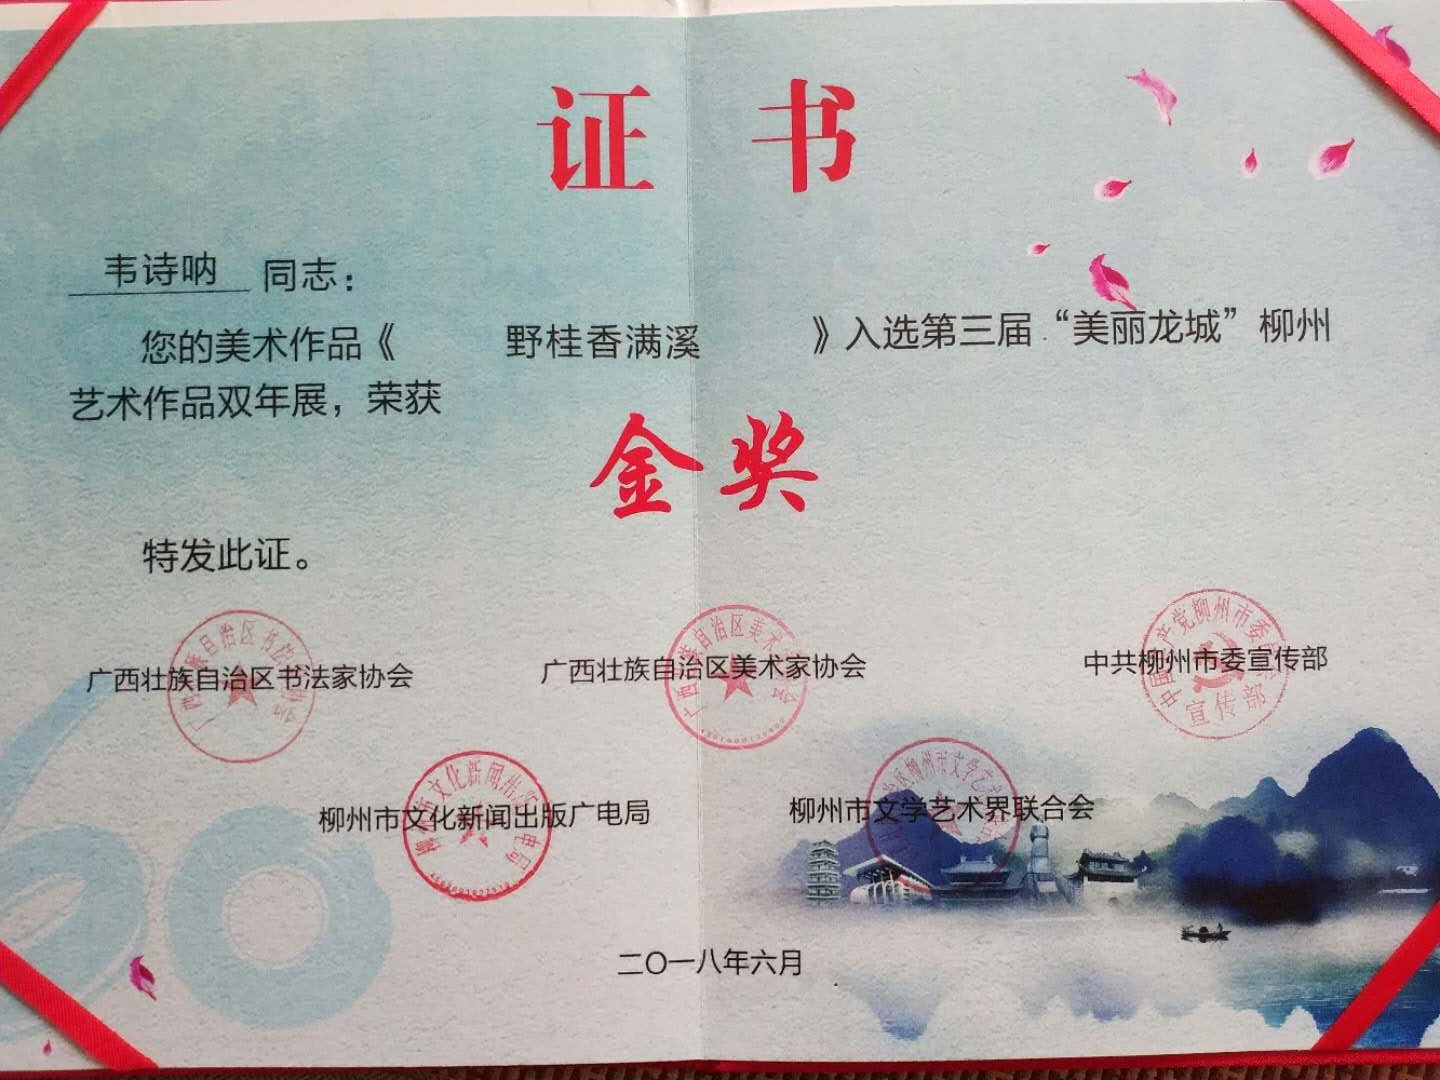 证书
韦诗呐 同志：
您的美术作品《 野桂香满溪 》入选第三届“美丽龙城”柳州
艺术作品双年展，荣获
金奖
特发此证。
广西壮族自治区书法家协会 广西壮族自治区美术家协会 中共柳州市委宣传部
宣传部
柳州市文化新闻出版广电局 柳州市文学艺术界联合会
二〇一八年六月